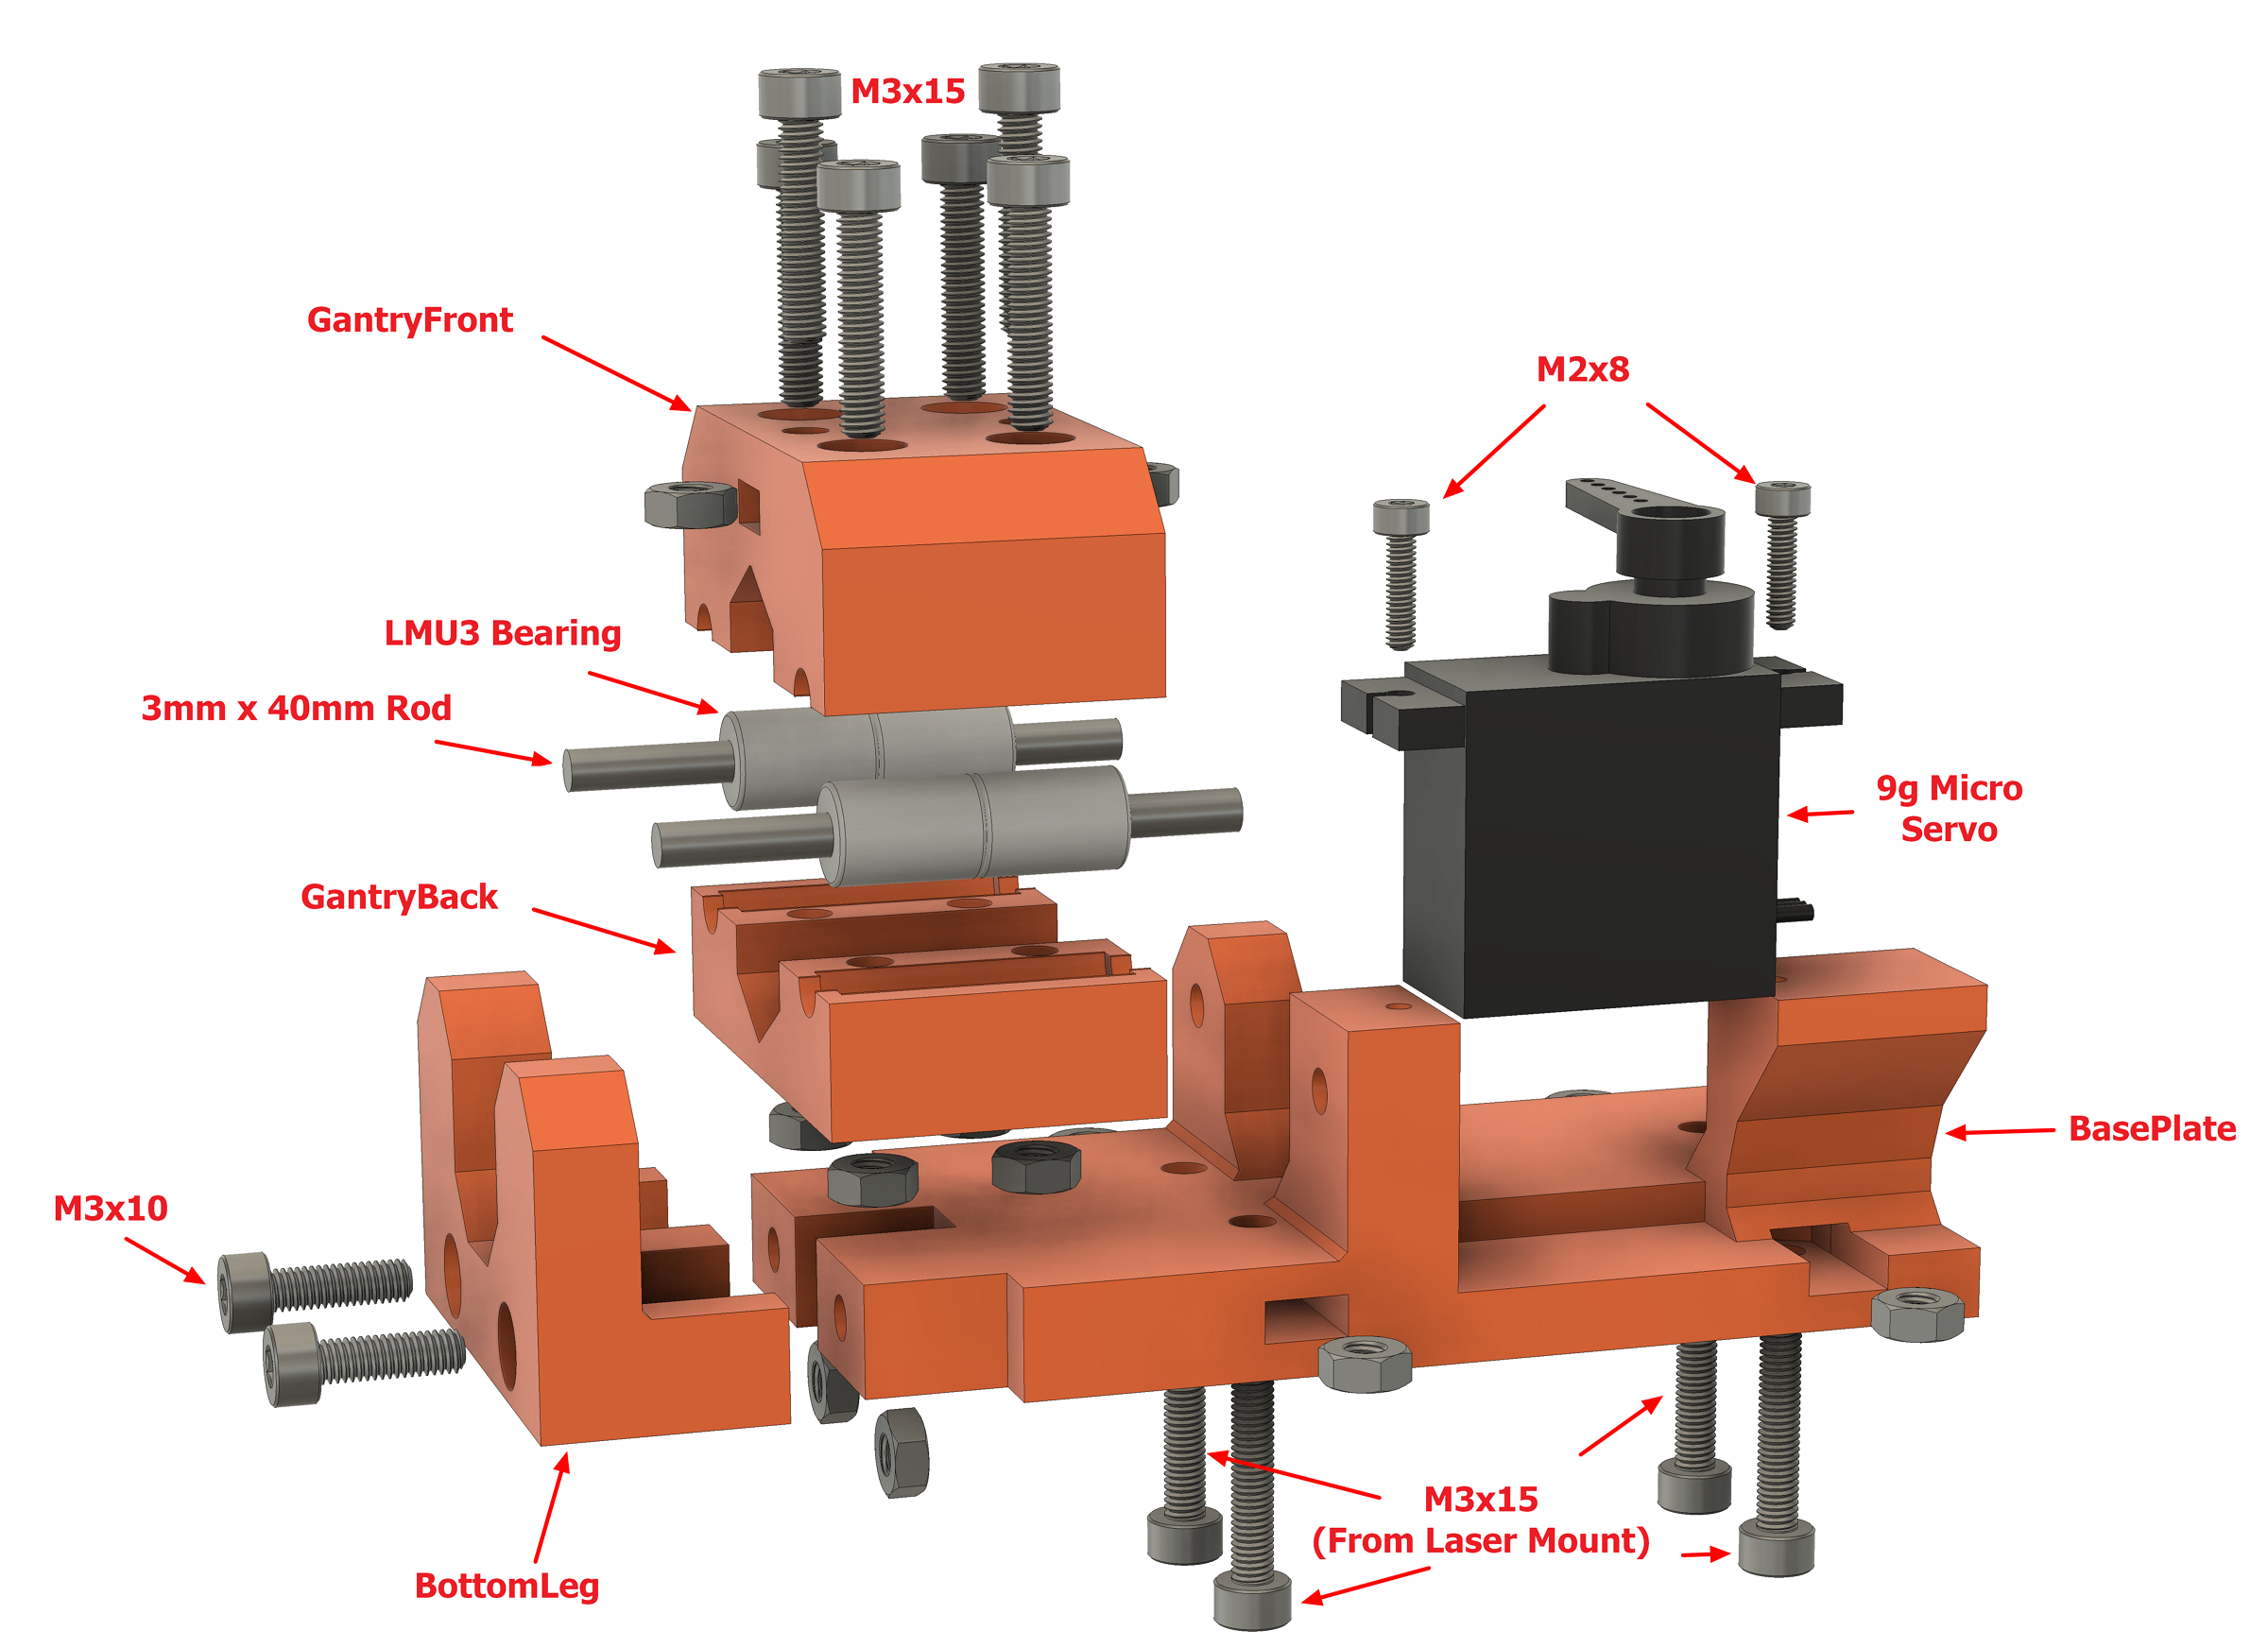 M3x15
GantryFront
M2x8
LMU3 Bearing
3mm x 40mm Rod
9g Micro
Servo
GantryBack
BasePlate
M3x10
M3x15
(From Laser Mount)
BottomLeg